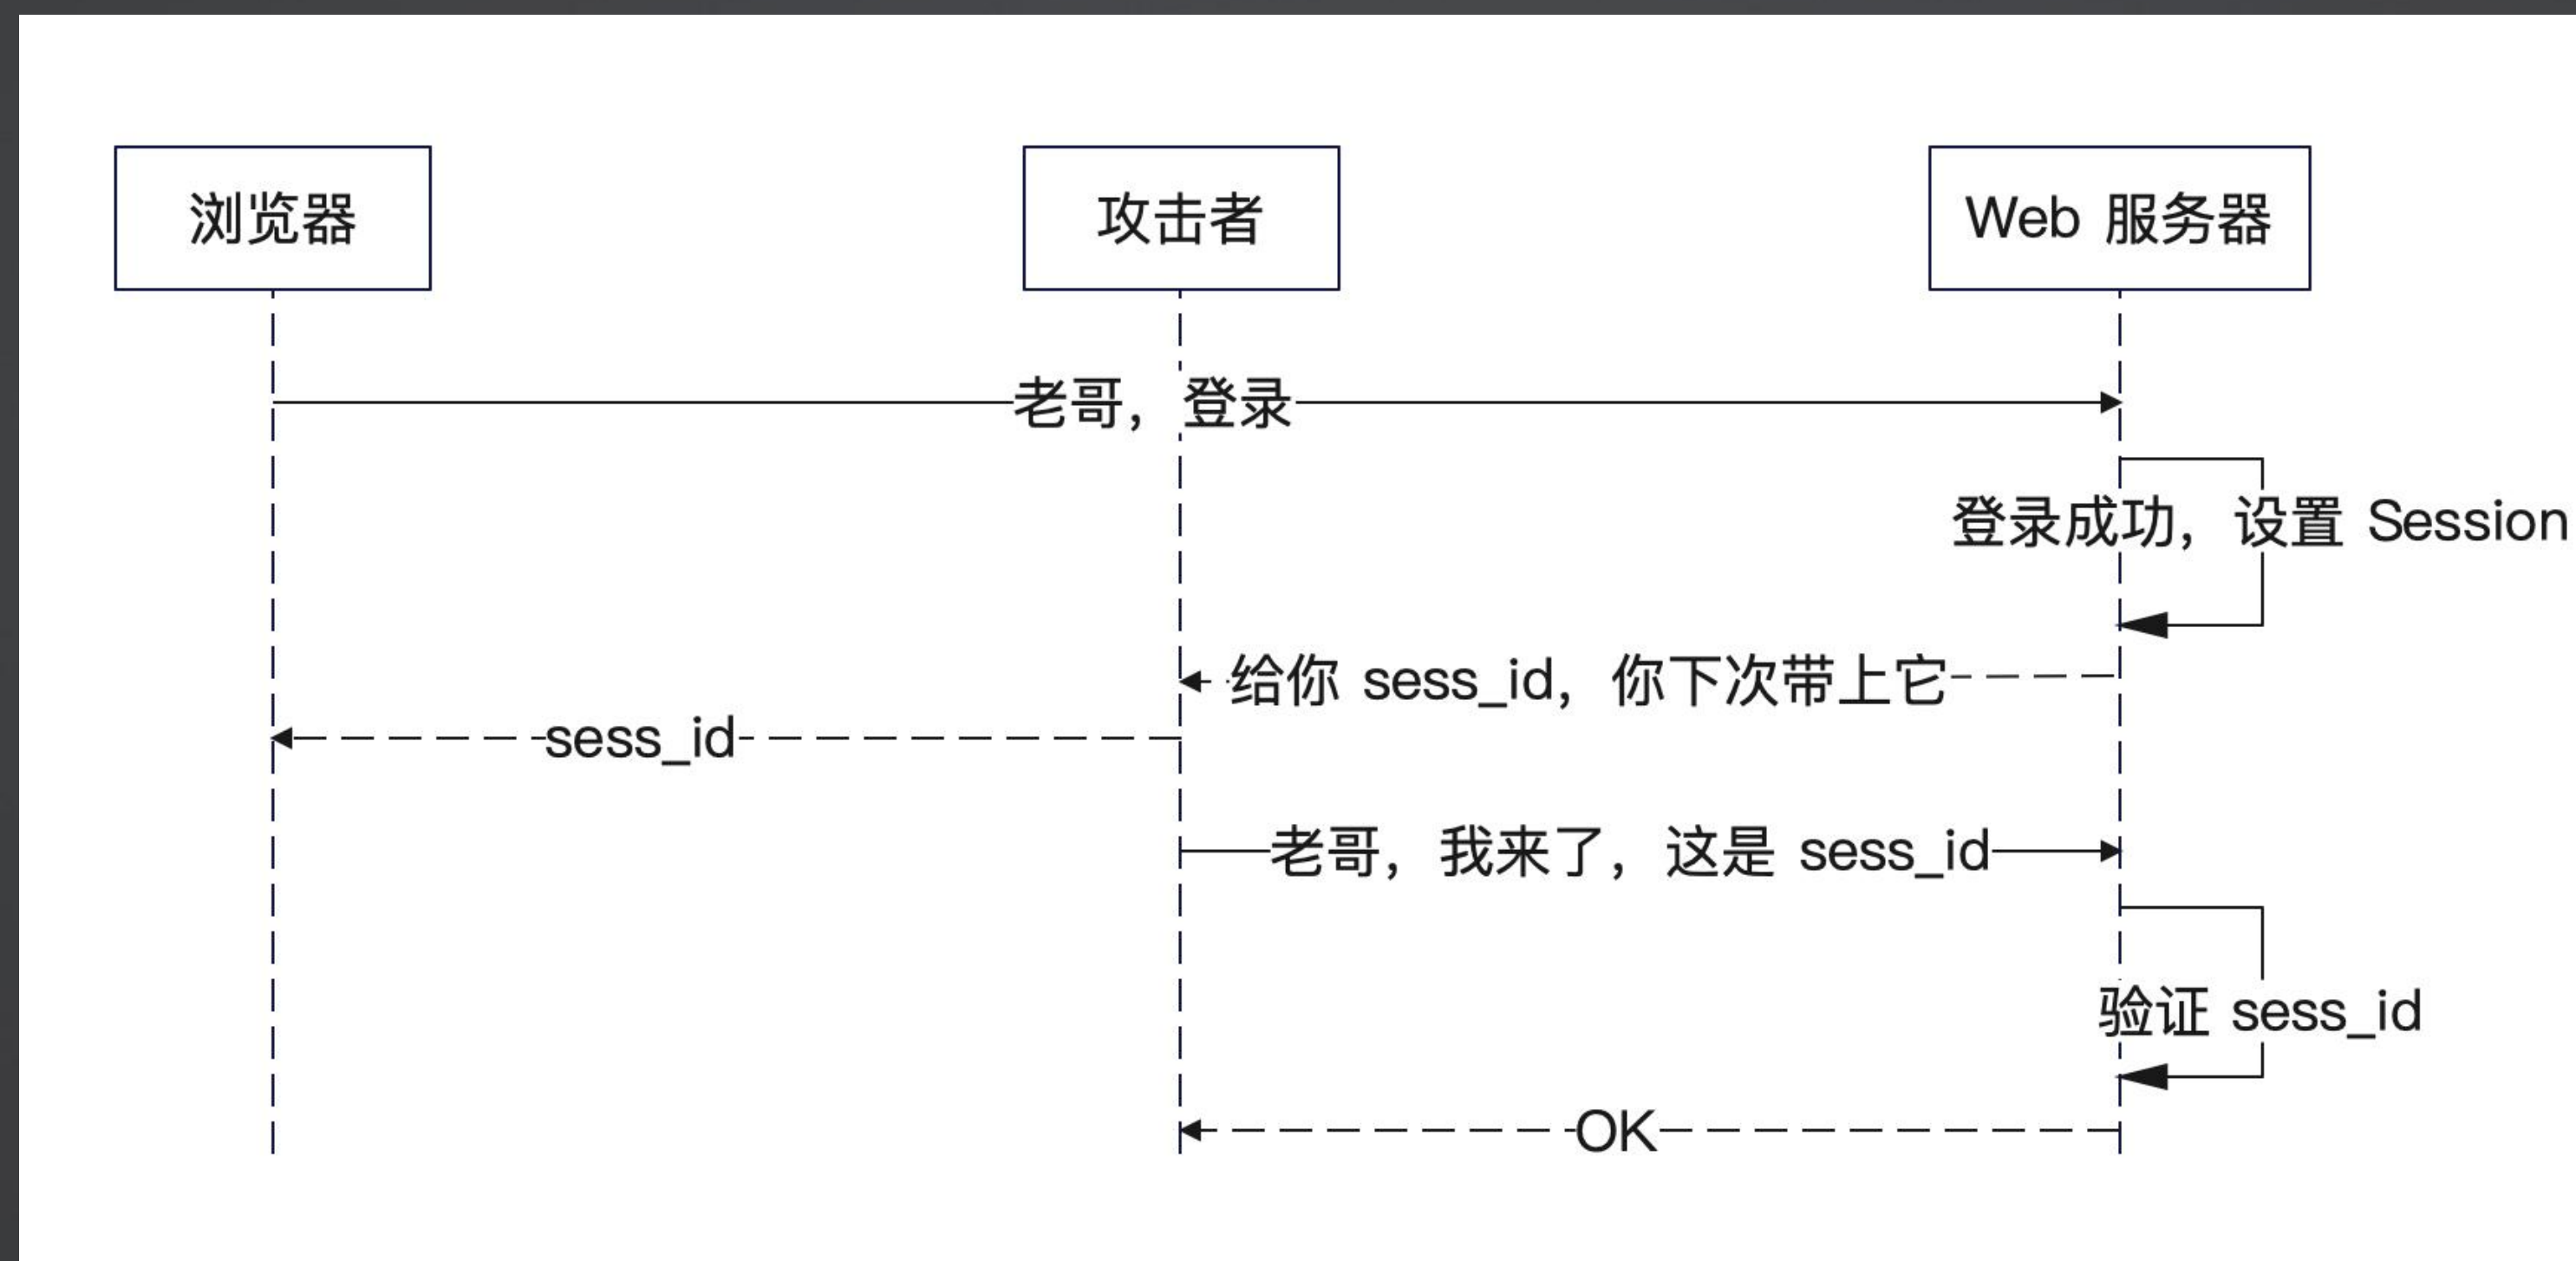 浏览器
攻击者
Web 服务器
老哥，登录
登录成功，设置 Session
给你 sess_id，你下次带上它
sess_id
老哥，我来了，这是 sess_id
验证 sess_id
OK